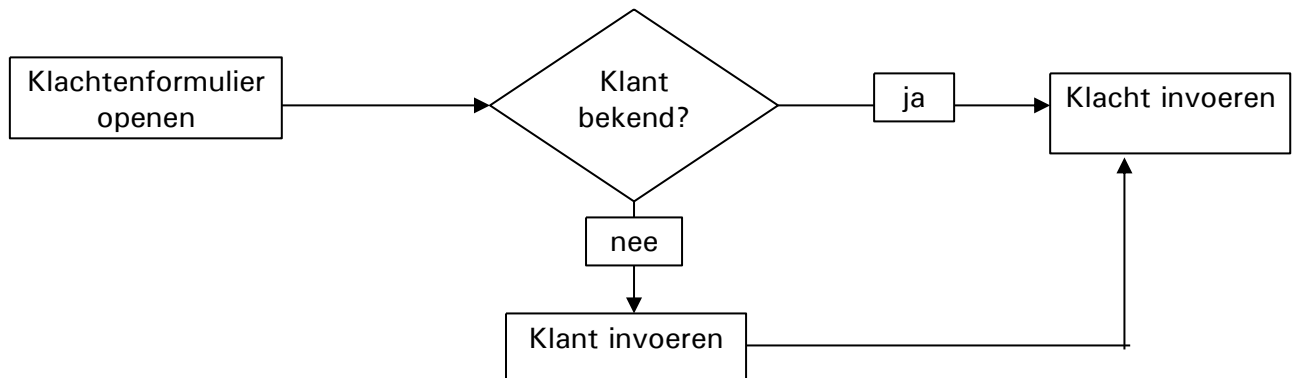 Klachtenformulier
openen
Klant
bekend?
ja
Klacht invoeren
nee
Klant invoeren